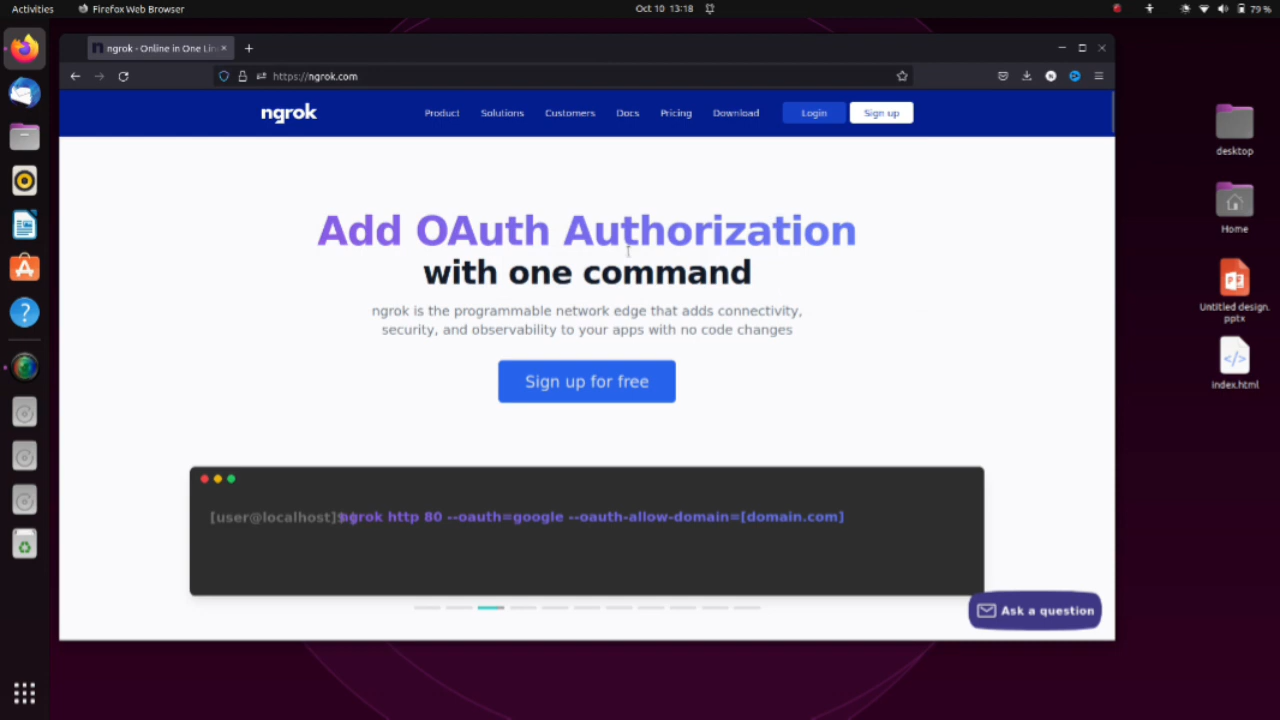 Activities
Firefox Web Browser
Oct 10 13:18
79 %
ngrok - Online in One Lin
https://ngrok.com
ngrok
Product
Solutions
Customers
Docs
Pricing
Download
Login
Sign up
Add OAuth Authorization
with one command
ngrok is the programmable network edge that adds connectivity,
security, and observability to your apps with no code changes
Sign up for free
[user@localhost]$ ngrok http 80 --oauth=google --oauth-allow-domain=[domain.com]
Ask a question
desktop
Home
Untitled design.
pptx
index.html